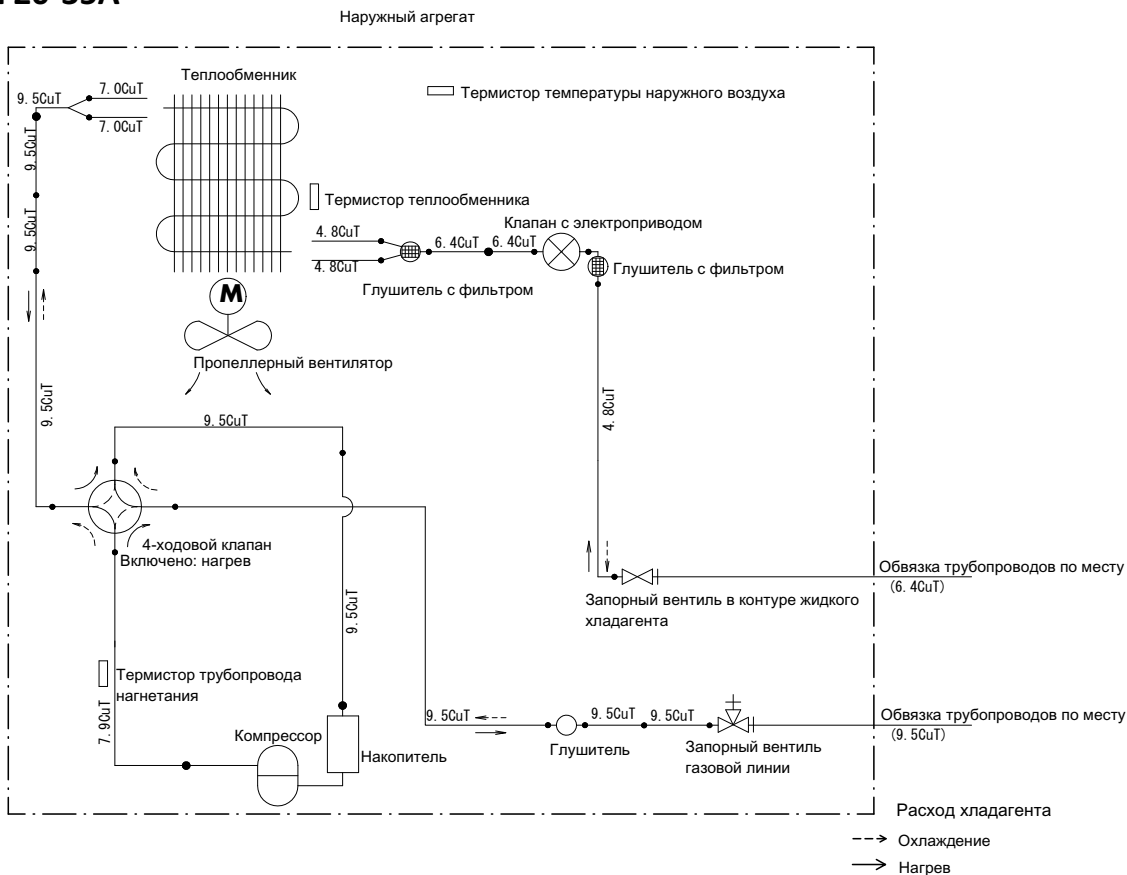 Наружный агрегат
Теплообменник
7.0CuT
9.5CuT
7.0CuT
Термистор температуры наружного воздуха
9.5CuT
9.5CuT
Термистор теплообменника
Клапан с электроприводом
4.8CuT
6.4CuT
6.4CuT
4.8CuT
Глушитель с фильтром
Глушитель с фильтром
M
Пропеллерный вентилятор
9.5CuT
9.5CuT
4.8CuT
4-ходовой клапан
Включено: нагрев
Обвязка трубопроводов по месту
(6.4CuT)
Запорный вентиль в контуре жидкого
хладагента
9.5CuT
Термистор трубопровода
нагнетания
7.9CuT
9.5CuT
9.5CuT
9.5CuT
Обвязка трубопроводов по месту
(9.5CuT)
Компрессор
Накопитель
Глушитель
Запорный вентиль
газовой линии
Расход хладагента
Охлаждение
Нагрев